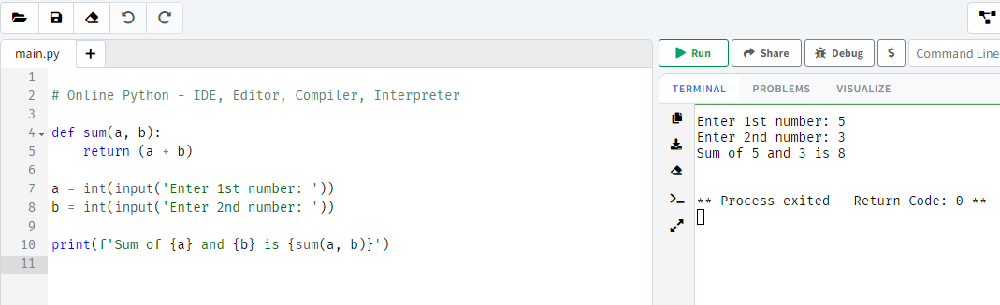 main.py +
1
2 # Online Python - IDE, Editor, Compiler, Interpreter
3
4 def sum(a, b):
5     return (a + b)
6
7 a = int(input('Enter 1st number: '))
8 b = int(input('Enter 2nd number: '))
9
10 print(f'Sum of {a} and {b} is {sum(a, b)}')
11
Run Share Debug $ Command Line
TERMINAL PROBLEMS VISUALIZE
Enter 1st number: 5
Enter 2nd number: 3
Sum of 5 and 3 is 8
** Process exited - Return Code: 0 **